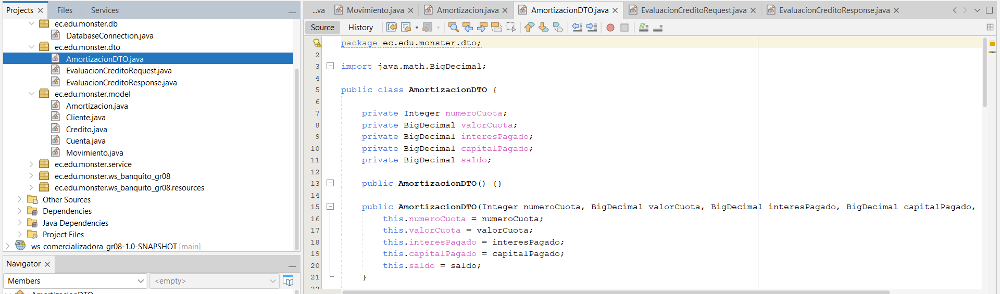 Projects
Files
Services
ec.edu.monster.db
DatabaseConnection.java
ec.edu.monster.dto
AmortizacionDTO.java
EvaluacionCreditoRequest.java
EvaluacionCreditoResponse.java
ec.edu.monster.model
Amortizacion.java
Cliente.java
Credito.java
Cuenta.java
Movimiento.java
ec.edu.monster.service
ec.edu.monster.ws_banquito_gr08
ec.edu.monster.ws_banquito_gr08.resources
Other Sources
Dependencies
Java Dependencies
Project Files
ws_comercializadora_gr08-1.0-SNAPSHOT [main]
Navigator
Members
<empty>
AmortizacionDTO
...va
Movimiento.java
Amortizacion.java
AmortizacionDTO.java
EvaluacionCreditoRequest.java
EvaluacionCreditoResponse.java
Source
History
package ec.edu.monster.dto;
2
3 import java.math.BigDecimal;
4
5 public class AmortizacionDTO {
6
7 private Integer numeroCuota;
8 private BigDecimal valorCuota;
9 private BigDecimal interesPagado;
10 private BigDecimal capitalPagado;
11 private BigDecimal saldo;
12
13 public AmortizacionDTO() {}
14
15 public AmortizacionDTO(Integer numeroCuota, BigDecimal valorCuota, BigDecimal interesPagado, BigDecimal capitalPagado,
16 this.numeroCuota = numeroCuota;
17 this.valorCuota = valorCuota;
18 this.interesPagado = interesPagado;
19 this.capitalPagado = capitalPagado;
20 this.saldo = saldo;
21 }
22